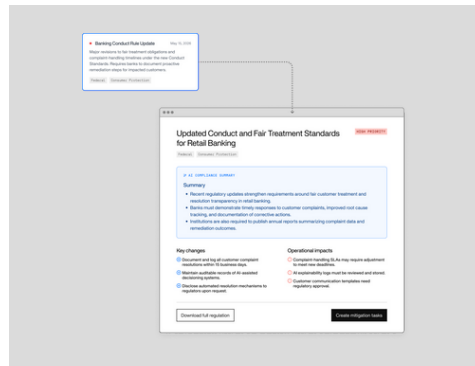 Banking Conduct Rule Update
Major revisions to fair treatment obligations and
complaint-handling timelines under the new Conduct
Standards. Requires banks to document proactive
remediation steps for impacted customers.
Federal Consumer Protection
Updated Conduct and Fair Treatment Standards
for Retail Banking
HIGH PRIORITY
Federal Consumer Protection
AI COMPLIANCE SUMMARY
Summary
• Recent regulatory updates strengthen requirements around fair customer treatment and
resolution transparency in retail banking.
• Banks must demonstrate timely responses to customer complaints, improved root cause
tracking, and documentation of corrective actions.
• Institutions are also required to publish annual reports summarizing complaint data and
remediation outcomes.
Key changes
Document and log all customer complaint
resolutions within 10 business days.
Maintain auditable records of AI-assisted
decisioning systems.
Disclose automated resolution mechanisms to
regulators upon request.
Operational impacts
Complaint-handling SLAs may require adjustment
to meet new deadlines.
AI explainability logs must be reviewed and stored.
Customer communication templates need
regulatory approval.
Download full regulation
Create mitigation tasks